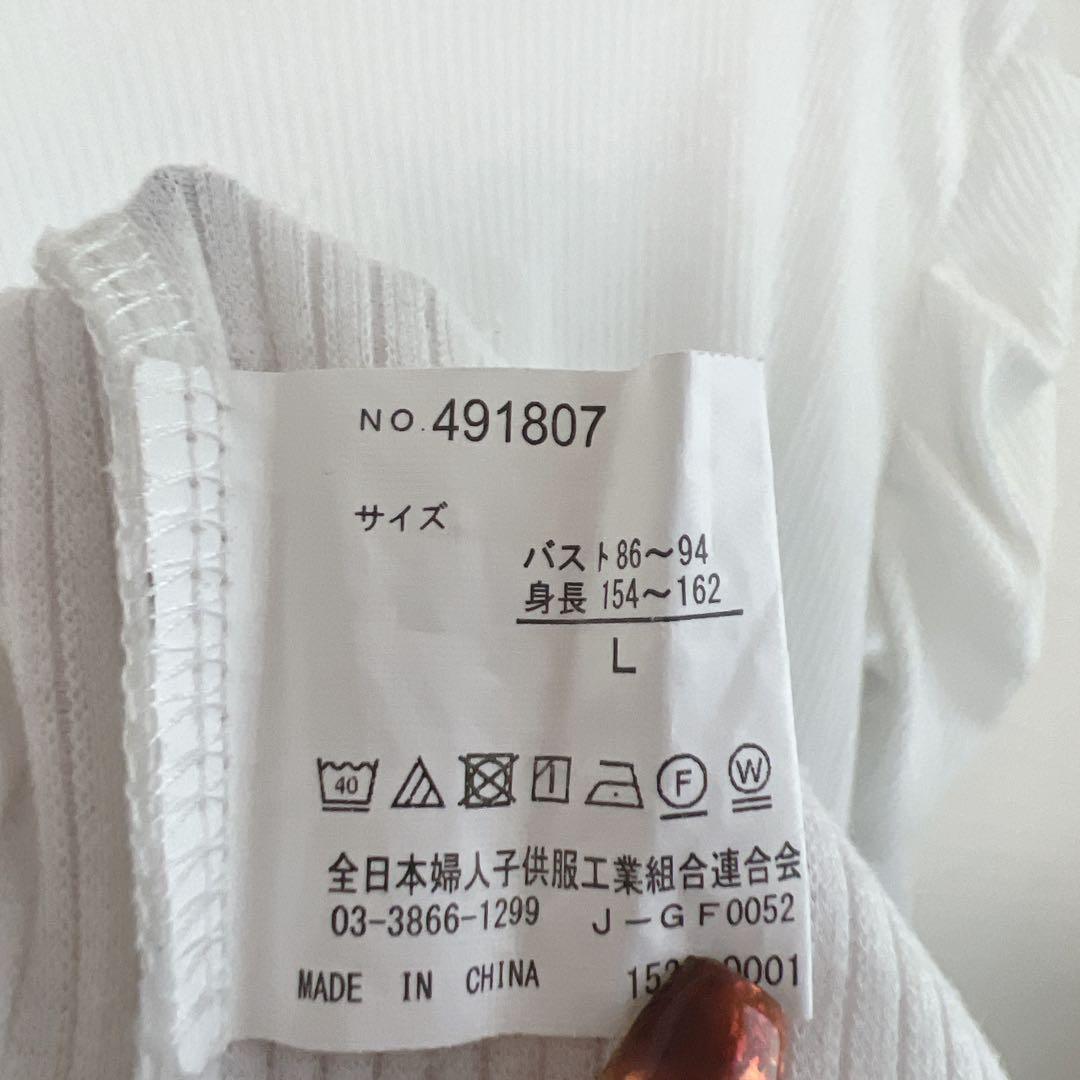 NO.491807
サイズ
バスト86～94
身長 154～162
L
40
F
W
全日本婦人子供服工業組合連合会
03-3866-1299 J－GF0052
MADE IN CHINA